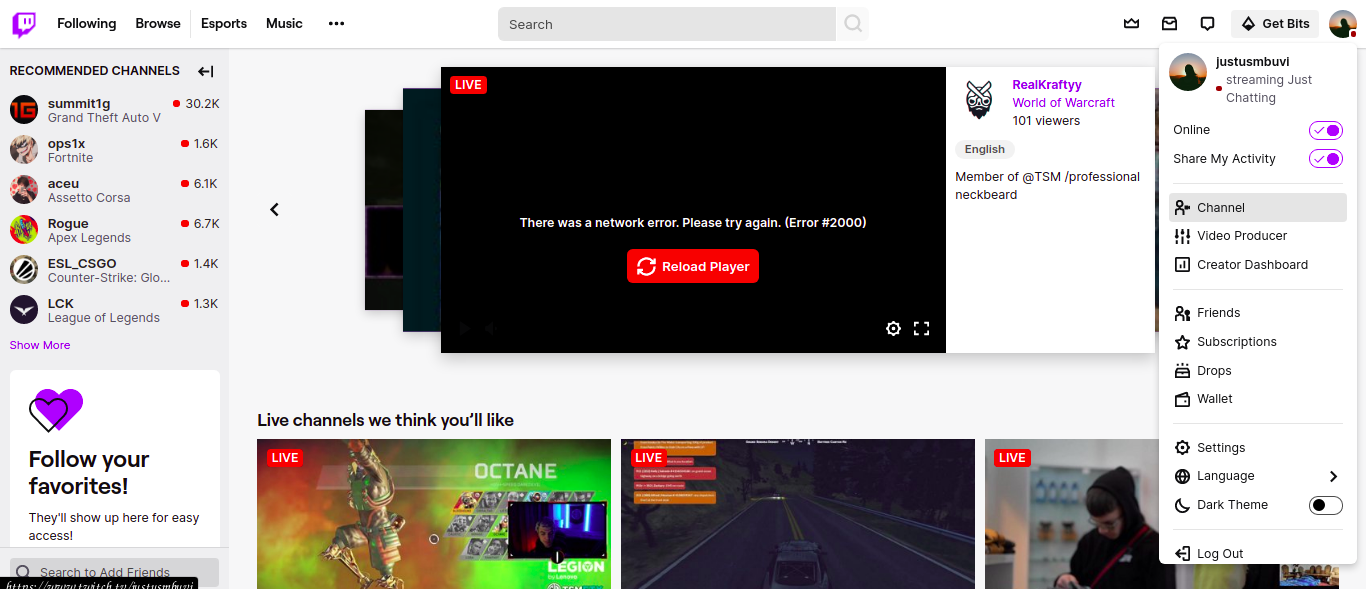 Following
Browse
Esports
Music
Search
Get Bits
RECOMMENDED CHANNELS
summit1g
30.2K
Grand Theft Auto V
ops1x
1.6K
Fortnite
aceu
6.1K
Assetto Corsa
Rogue
6.7K
Apex Legends
ESL_CSGO
1.4K
Counter-Strike: Glo...
LCK
1.3K
League of Legends
Show More
Follow your
favorites!
They'll show up here for easy
access!
Search to Add Friends
https://www.twitch.tv/justusmbuvi
LIVE
There was a network error. Please try again. (Error #2000)
Reload Player
RealKraftyy
World of Warcraft
101 viewers
English
Member of @TSM /professional
neckbeard
Live channels we think you'll like
LIVE
OCTANE
LEGION
by Lenovo
LIVE
LIVE
justusmbuvi
streaming Just
Chatting
Online
Share My Activity
Channel
Video Producer
Creator Dashboard
Friends
Subscriptions
Drops
Wallet
Settings
Language
Dark Theme
Log Out